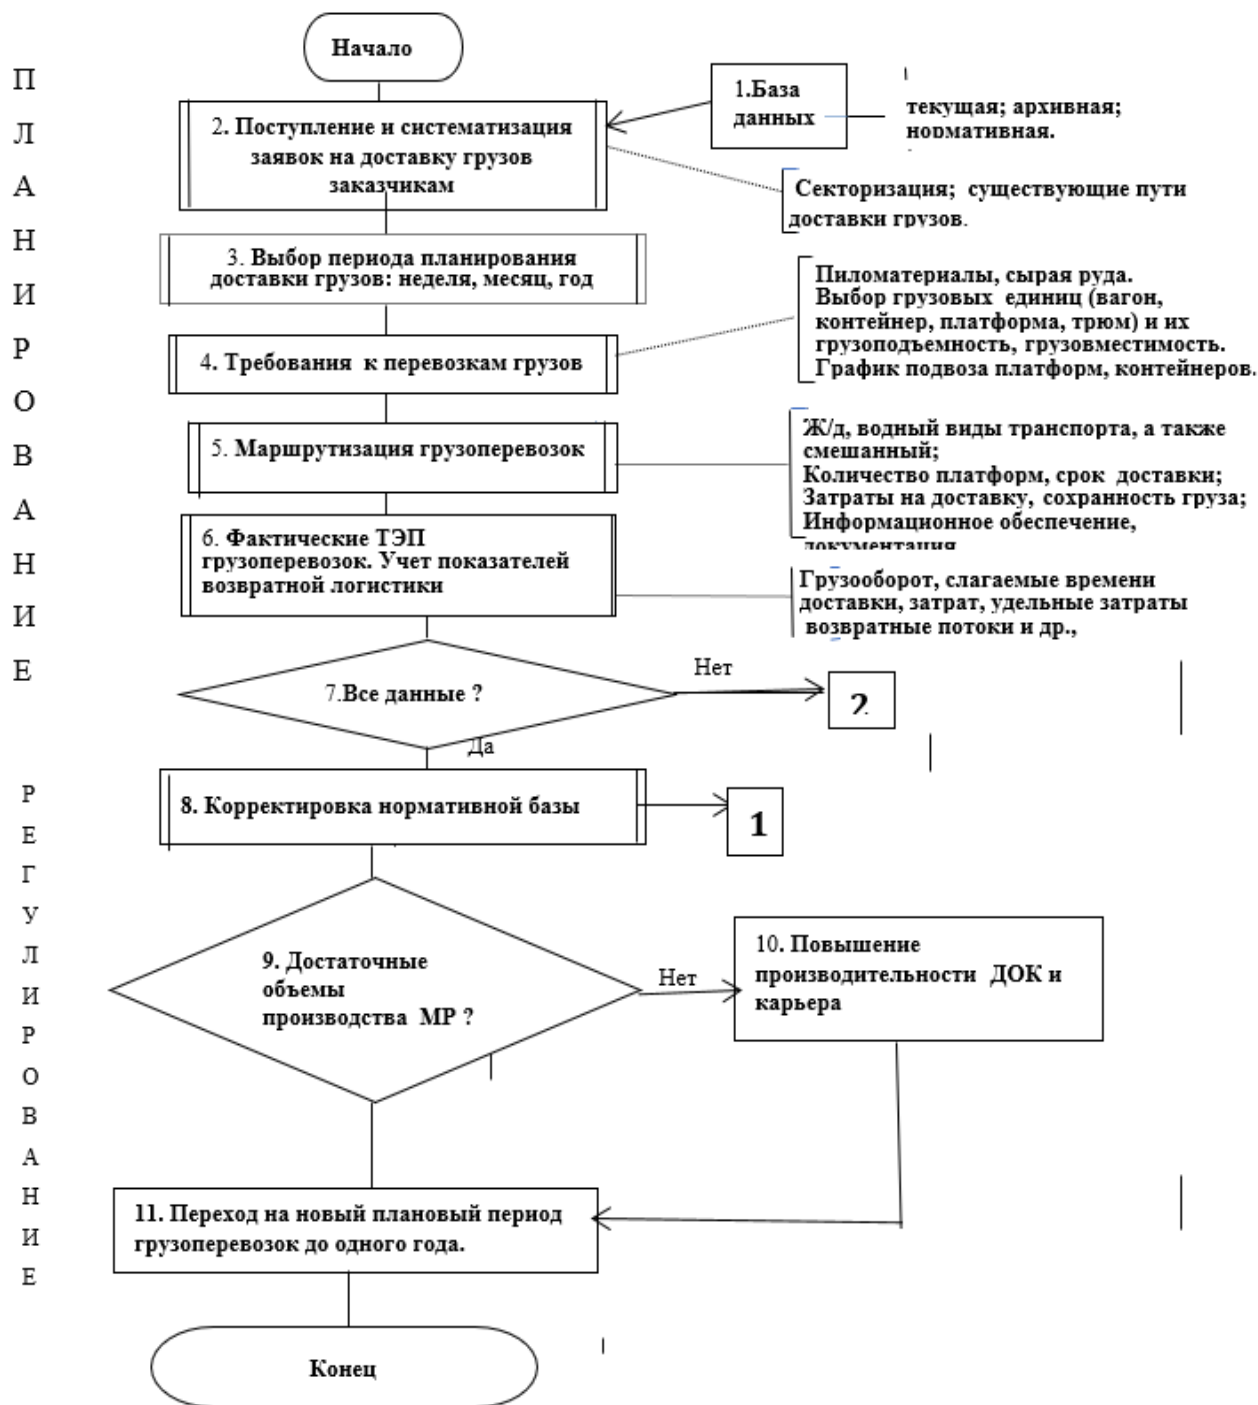 П
Л
А
Н
И
Р
О
В
А
Н
И
Е
Р
Е
Г
У
Л
И
Р
О
В
А
Н
И
Е
Начало
1.База
данных
текущая; архивная;
нормативная.
2. Поступление и систематизация
заявок на доставку грузов
заказчикам
Секторизация; существующие пути
доставки грузов.
3. Выбор периода планирования
доставки грузов: неделя, месяц, год
Пиломатериалы, сырая руда.
Выбор грузовых единиц (вагон,
контейнер, платформа, трюм) и их
грузоподъемность, грузовместимость.
График подвоза платформ, контейнеров.
4. Требования к перевозкам грузов
5. Маршрутизация грузоперевозок
Ж/д, водный виды транспорта, а также
смешанный;
Количество платформ, срок доставки;
Затраты на доставку, сохранность груза;
Информационное обеспечение,
документация
6. Фактические ТЭП
грузоперевозок. Учет показателей
возвратной логистики
Грузооборот, слагаемые времени
доставки, затрат, удельные затраты
возвратные потоки и др.,
7.Все данные ?
Нет
2
Да
8. Корректировка нормативной базы
1
9. Достаточные
объемы
производства МР ?
Нет
10. Повышение
производительности ДОК и
карьера
11. Переход на новый плановый период
грузоперевозок до одного года.
Конец